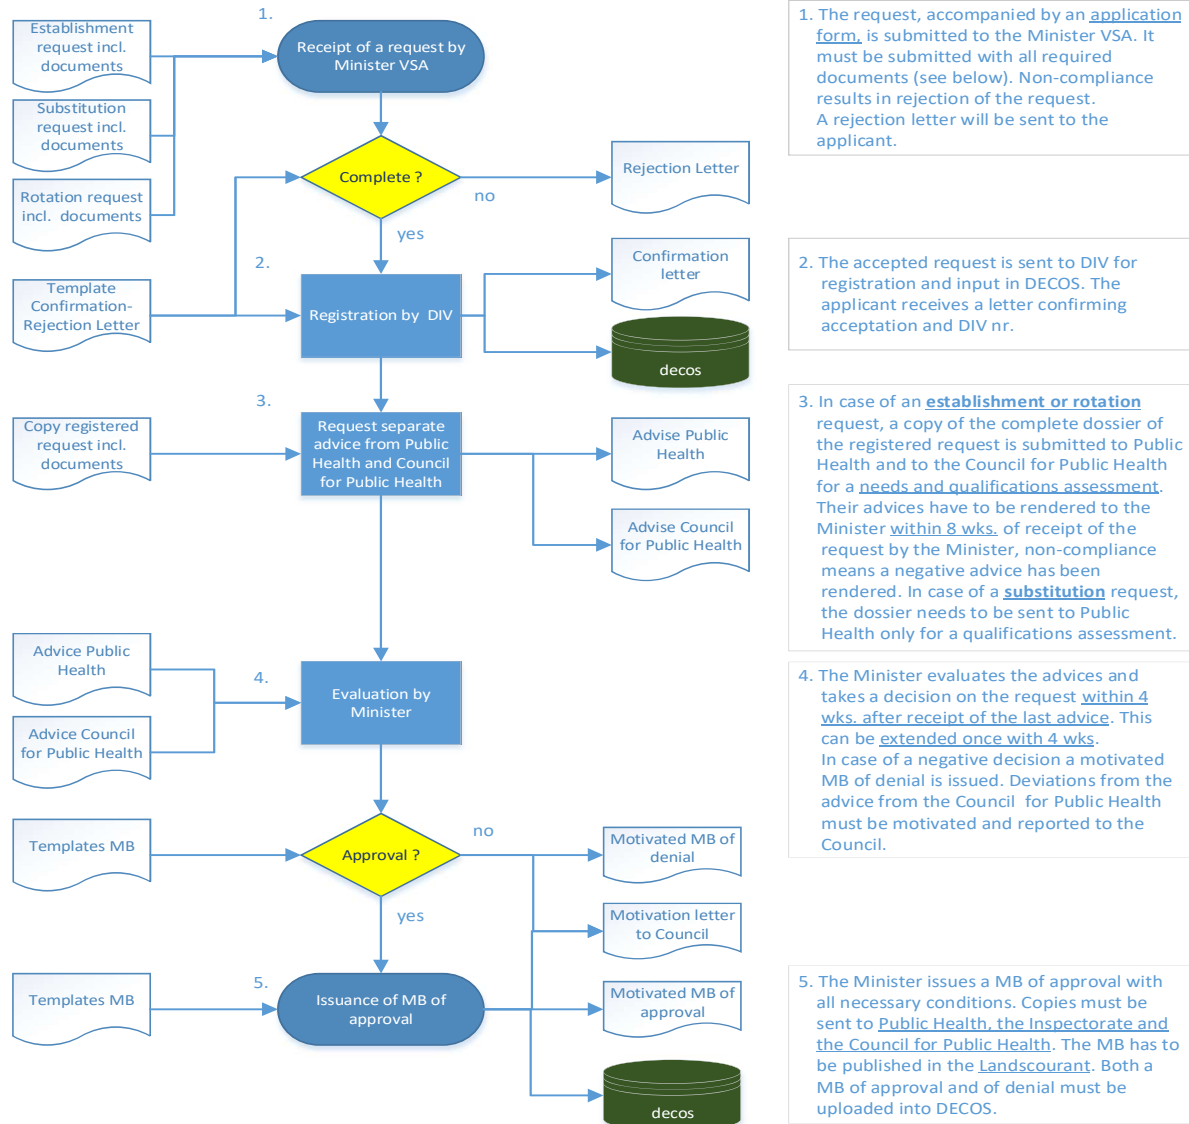 1.
Establishment
request incl.
documents
Receipt of a request by
Minister VSA
Substitution
request incl.
documents
Rotation request
incl. documents
Complete ?
no
yes
Rejection Letter
2.
Template
Confirmation-
Rejection Letter
Registration by DIV
Confirmation
letter
decos
3.
Copy registered
request incl.
documents
Request separate
advice from Public
Health and Council
for Public Health
Advise Public
Health
Advise Council
for Public Health
Advice Public
Health
Advice Council
for Public Health
4.
Evaluation by
Minister
Templates MB
Approval ?
no
yes
Motivated MB of
denial
Motivation letter
to Council
Templates MB
5.
Issuance of MB of
approval
Motivated MB of
approval
decos
1. The request, accompanied by an application
form, is submitted to the Minister VSA. It
must be submitted with all required
documents (see below). Non-compliance
results in rejection of the request.
A rejection letter will be sent to the
applicant.
2. The accepted request is sent to DIV for
registration and input in DECOS. The
applicant receives a letter confirming
acceptation and DIV nr.
3. In case of an establishment or rotation
request, a copy of the complete dossier of
the registered request is submitted to Public
Health and to the Council for Public Health
for a needs and qualifications assessment.
Their advices have to be rendered to the
Minister within 8 wks. of receipt of the
request by the Minister, non-compliance
means a negative advice has been
rendered. In case of a substitution request,
the dossier needs to be sent to Public
Health only for a qualifications assessment.
4. The Minister evaluates the advices and
takes a decision on the request within 4
wks. after receipt of the last advice. This
can be extended once with 4 wks.
In case of a negative decision a motivated
MB of denial is issued. Deviations from the
advice from the Council for Public Health
must be motivated and reported to the
Council.
5. The Minister issues a MB of approval with
all necessary conditions. Copies must be
sent to Public Health, the Inspectorate and
the Council for Public Health. The MB has to
be published in the Landscourant. Both a
MB of approval and of denial must be
uploaded into DECOS.